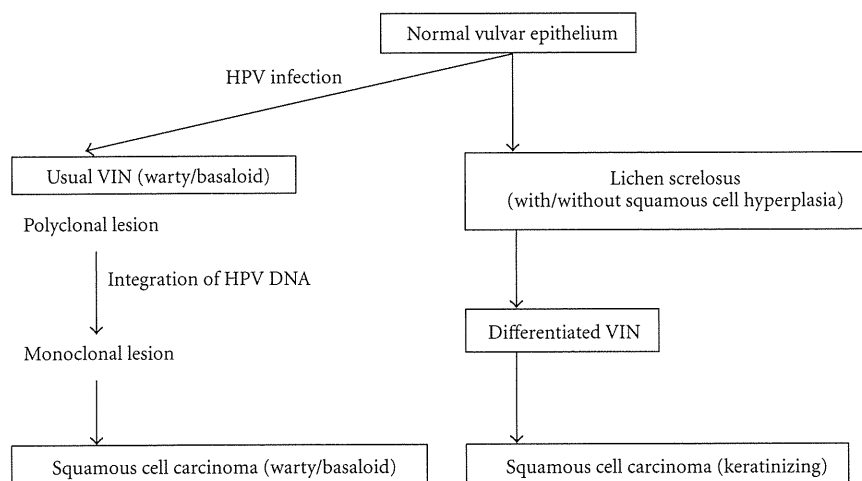 Normal vulvar epithelium
HPV infection
Usual VIN (warty/basaloid)
Lichen screlosus
(with/without squamous cell hyperplasia)
Polyclonal lesion
Integration of HPV DNA
Differentiated VIN
Monoclonal lesion
Squamous cell carcinoma (warty/basaloid)
Squamous cell carcinoma (keratinizing)